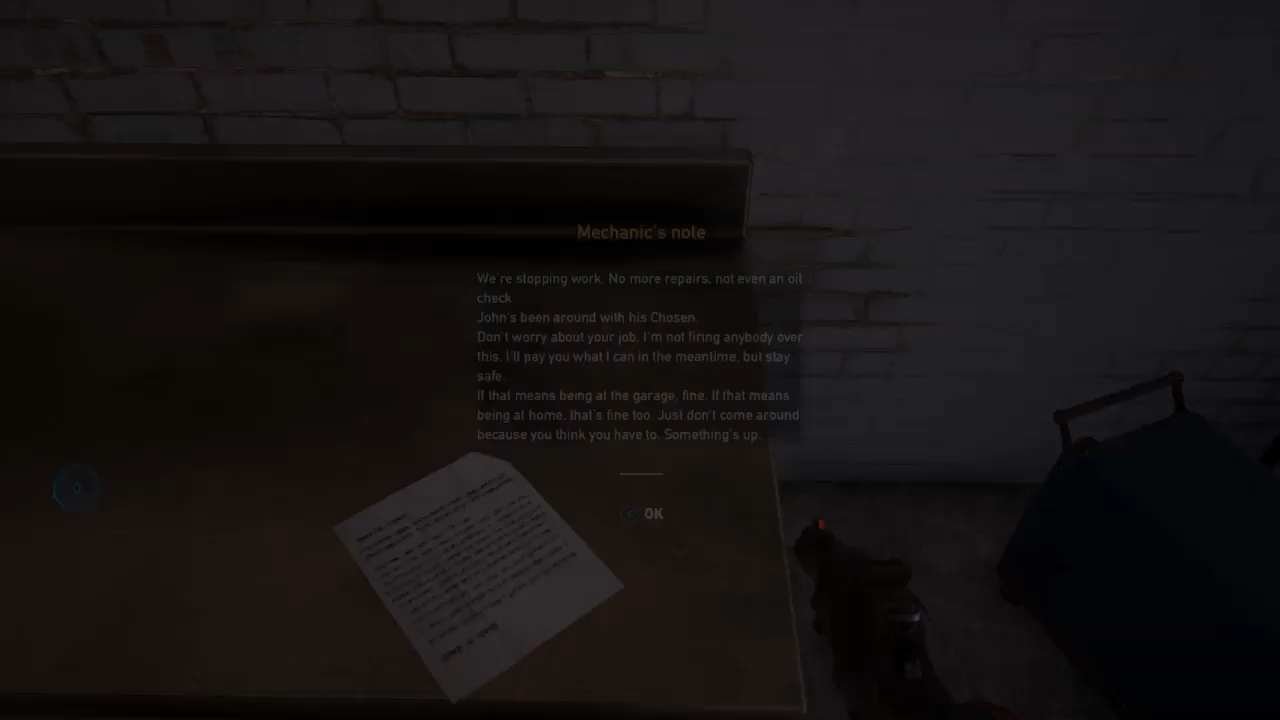 Mechanic's note
We're stopping work. No more repairs, not even an oil
check.
John's been around with his Chosen.
Don't worry about your job. I'm not firing anybody over
this. I'll pay you what I can in the meantime, but stay
safe.
If that means being at the garage, fine. If that means
being at home, that's fine too. Just don't come around
because you think you have to. Something's up.
OK